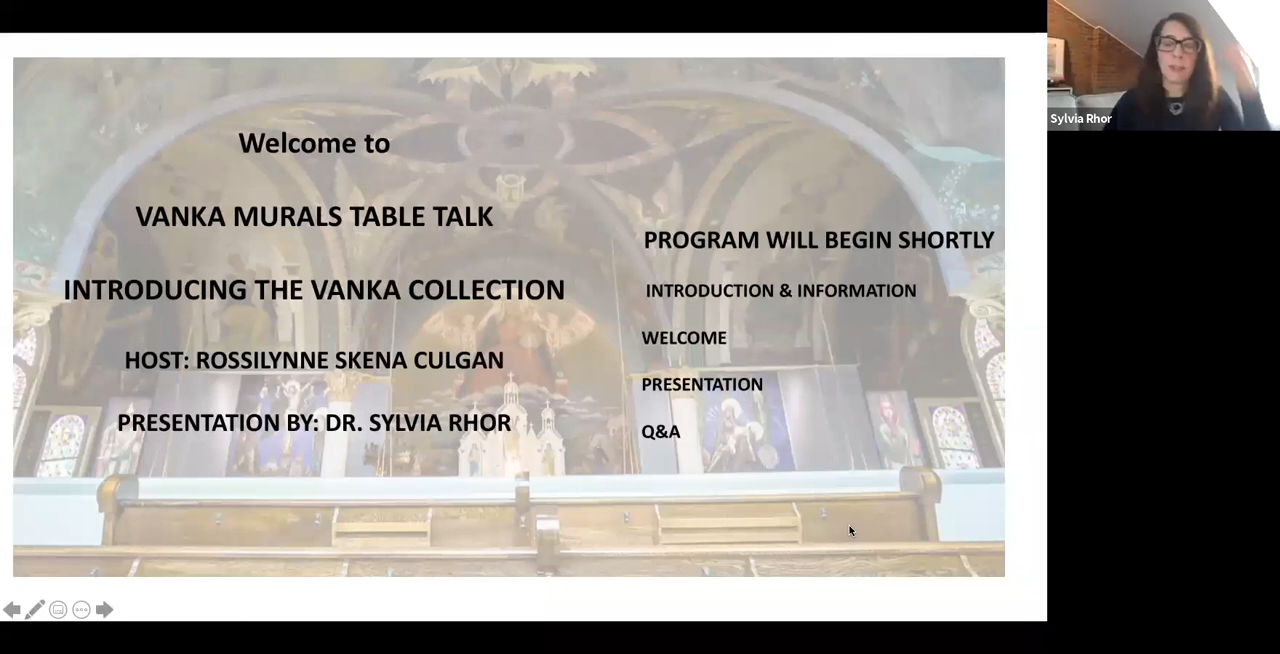 Welcome to
VANKA MURALS TABLE TALK
INTRODUCING THE VANKA COLLECTION
HOST: ROSSILYNNE SKENA CULGAN
PRESENTATION BY: DR. SYLVIA RHOR
PROGRAM WILL BEGIN SHORTLY
INTRODUCTION & INFORMATION
WELCOME
PRESENTATION
Q&A
Sylvia Rhor